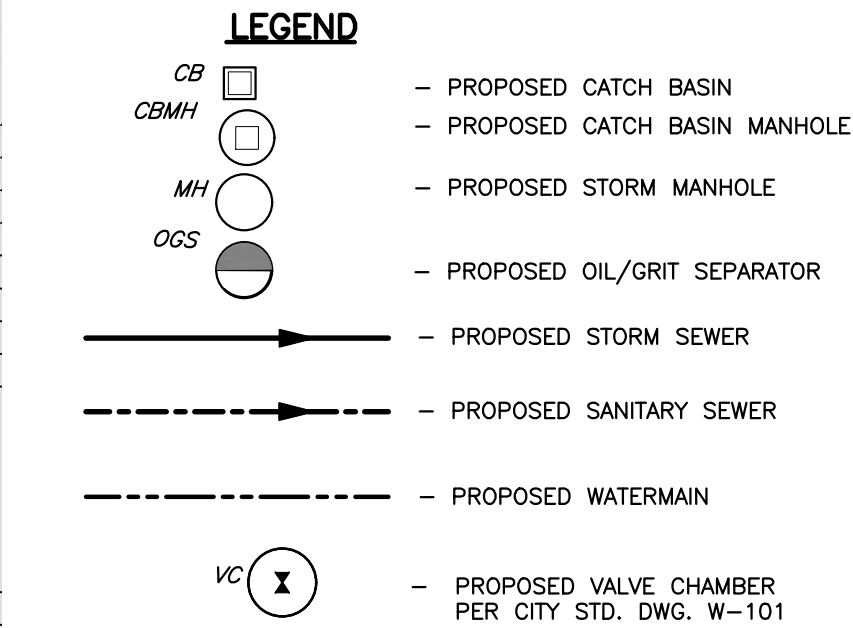 LEGEND
CB – PROPOSED CATCH BASIN
CBMH – PROPOSED CATCH BASIN MANHOLE
MH – PROPOSED STORM MANHOLE
OGS – PROPOSED OIL/GRIT SEPARATOR
– PROPOSED STORM SEWER
– PROPOSED SANITARY SEWER
– PROPOSED WATERMAIN
VC – PROPOSED VALVE CHAMBER
PER CITY STD. DWG. W–101